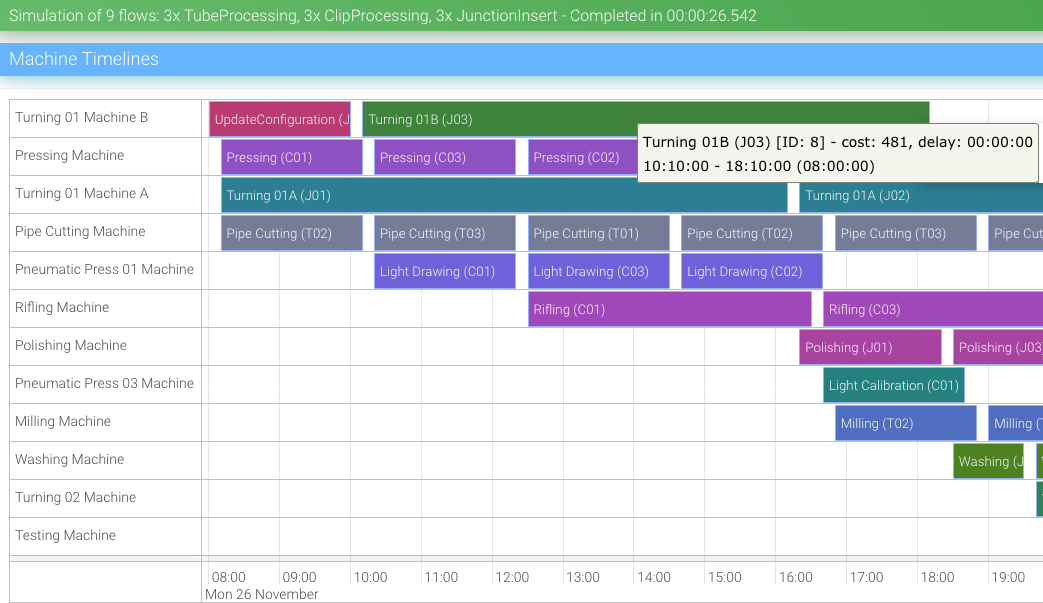 Simulation of 9 flows: 3x TubeProcessing, 3x ClipProcessing, 3x JunctionInsert - Completed in 00:00:26.542
Machine Timelines
Turning 01 Machine B
UpdateConfiguration (J
Turning 01B (J03)
Turning 01B (J03) [ID: 8] - cost: 481, delay: 00:00:00
10:10:00 - 18:10:00 (08:00:00)
Pressing Machine
Pressing (C01)
Pressing (C03)
Pressing (C02)
Turning 01 Machine A
Turning 01A (J01)
Turning 01A (J02)
Pipe Cutting Machine
Pipe Cutting (T02)
Pipe Cutting (T03)
Pipe Cutting (T01)
Pipe Cutting (T02)
Pipe Cutting (T03)
Pipe Cut
Pneumatic Press 01 Machine
Light Drawing (C01)
Light Drawing (C03)
Light Drawing (C02)
Rifling Machine
Rifling (C01)
Rifling (C03)
Polishing Machine
Polishing (J01)
Polishing (J03)
Pneumatic Press 03 Machine
Light Calibration (C01)
Milling Machine
Milling (T02)
Milling (T
Washing Machine
Washing (J
Turning 02 Machine
Testing Machine
08:00 09:00 10:00 11:00 12:00 13:00 14:00 15:00 16:00 17:00 18:00 19:00
Mon 26 November